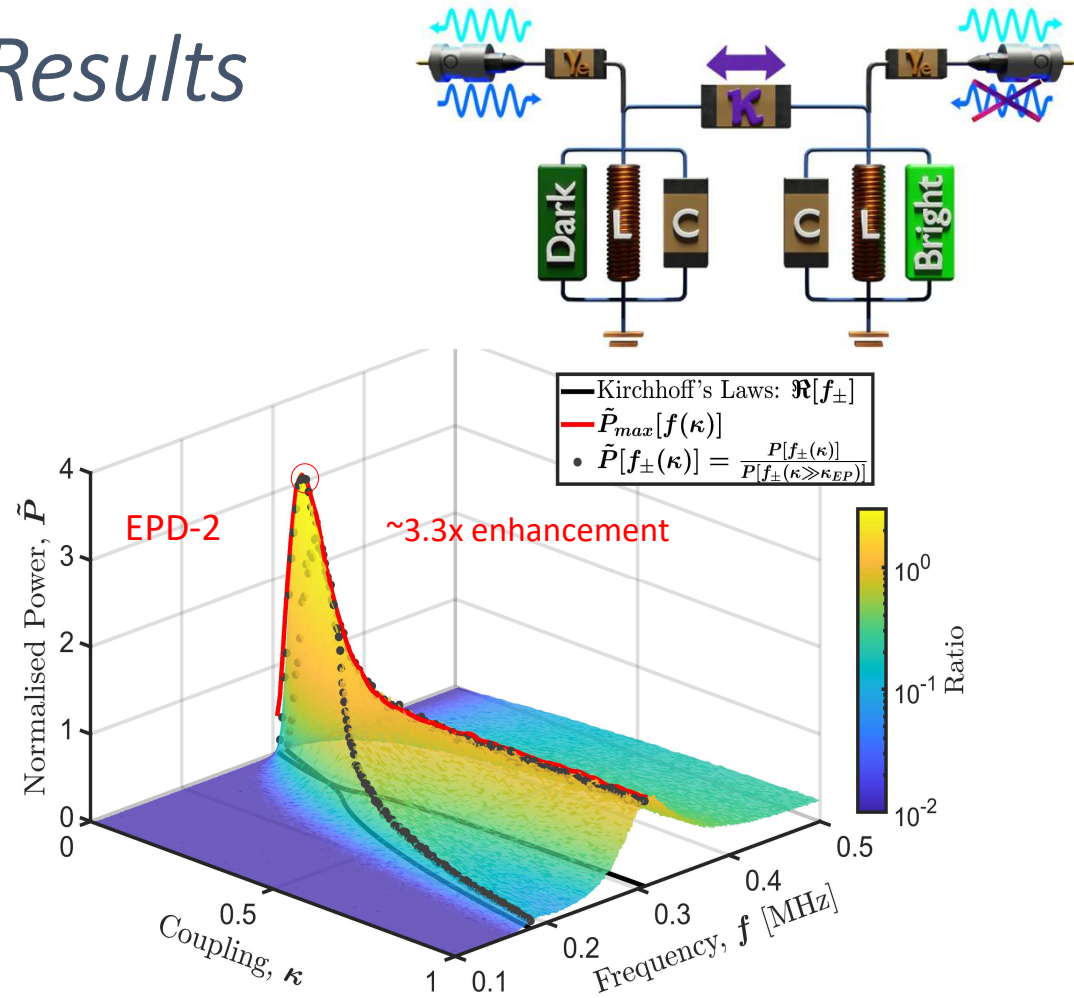 Results
γe
γe
κ
Dark
L
C
C
L
Bright
Kirchhoff's Laws: ℜ[f±]
P̃max[f(κ)]
P̃[f±(κ)] = P[f±(κ)] / P[f±(κ≫κEP)]
EPD-2
~3.3x enhancement
Normalised Power, P̃
4
3
2
1
0
0
0.5
1
Coupling, κ
0.1
0.2
0.3
0.4
0.5
Frequency, f [MHz]
10^0
10^-1
10^-2
Ratio